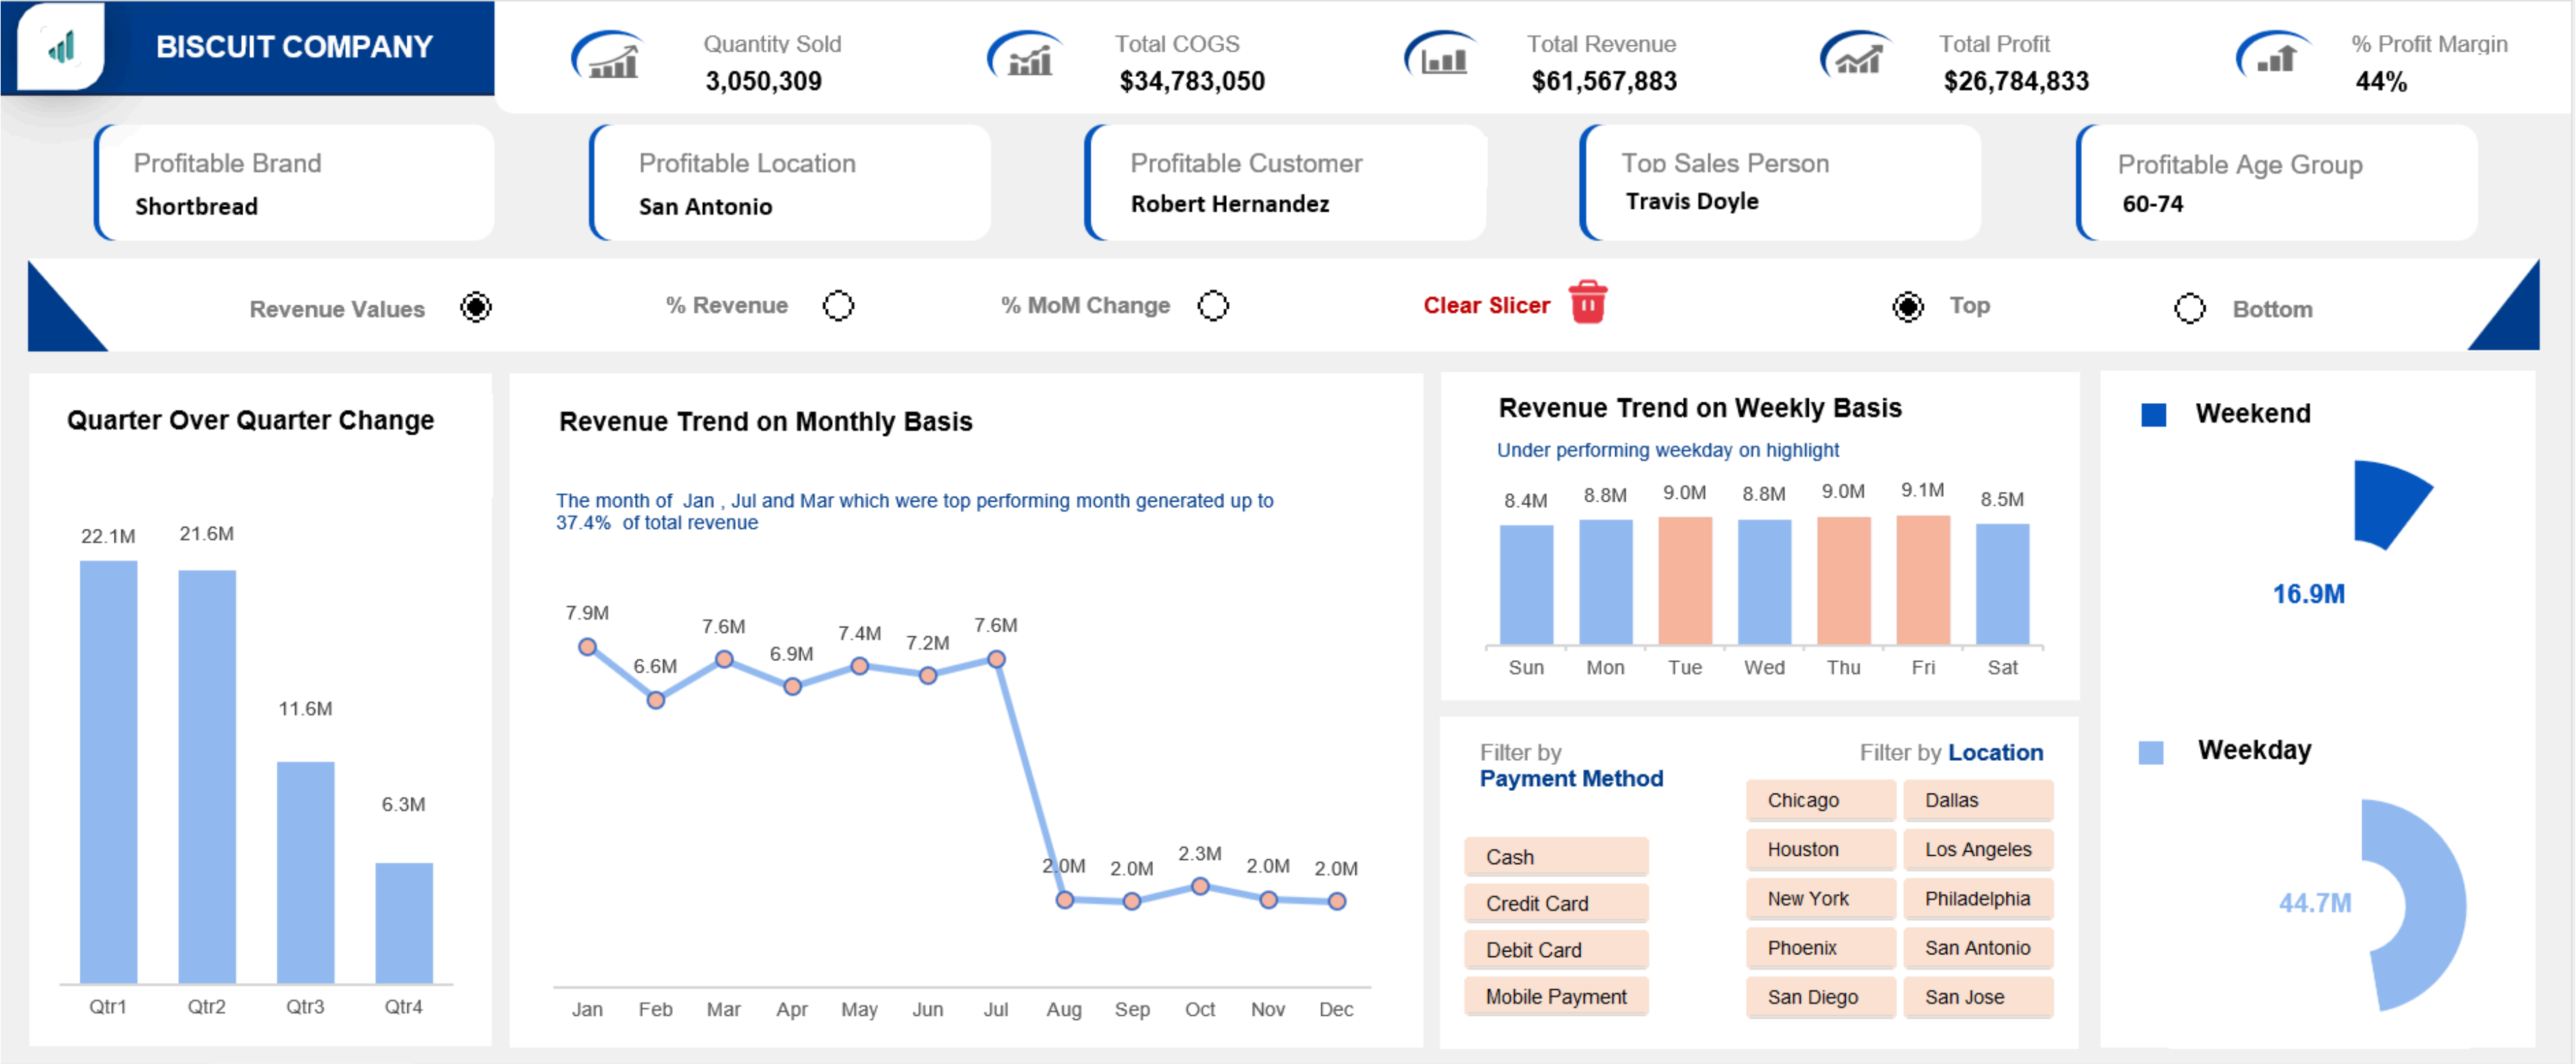 BISCUIT COMPANY
Quantity Sold
3,050,309
Total COGS
$34,783,050
Total Revenue
$61,567,883
Total Profit
$26,784,833
% Profit Margin
44%
Profitable Brand
Shortbread
Profitable Location
San Antonio
Profitable Customer
Robert Hernandez
Top Sales Person
Travis Doyle
Profitable Age Group
60-74
Revenue Values
% Revenue
% MoM Change
Clear Slicer
Top
Bottom
Quarter Over Quarter Change
22.1M
21.6M
11.6M
6.3M
Qtr1
Qtr2
Qtr3
Qtr4
Revenue Trend on Monthly Basis
The month of  Jan , Jul and Mar which were top performing month generated up to
37.4%  of total revenue
7.9M
6.6M
7.6M
6.9M
7.4M
7.2M
7.6M
2.0M
2.0M
2.3M
2.0M
2.0M
Jan
Feb
Mar
Apr
May
Jun
Jul
Aug
Sep
Oct
Nov
Dec
Revenue Trend on Weekly Basis
Under performing weekday on highlight
8.4M
8.8M
9.0M
8.8M
9.0M
9.1M
8.5M
Sun
Mon
Tue
Wed
Thu
Fri
Sat
Filter by
Payment Method
Cash
Credit Card
Debit Card
Mobile Payment
Filter by Location
Chicago
Dallas
Houston
Los Angeles
New York
Philadelphia
Phoenix
San Antonio
San Diego
San Jose
Weekend
16.9M
Weekday
44.7M